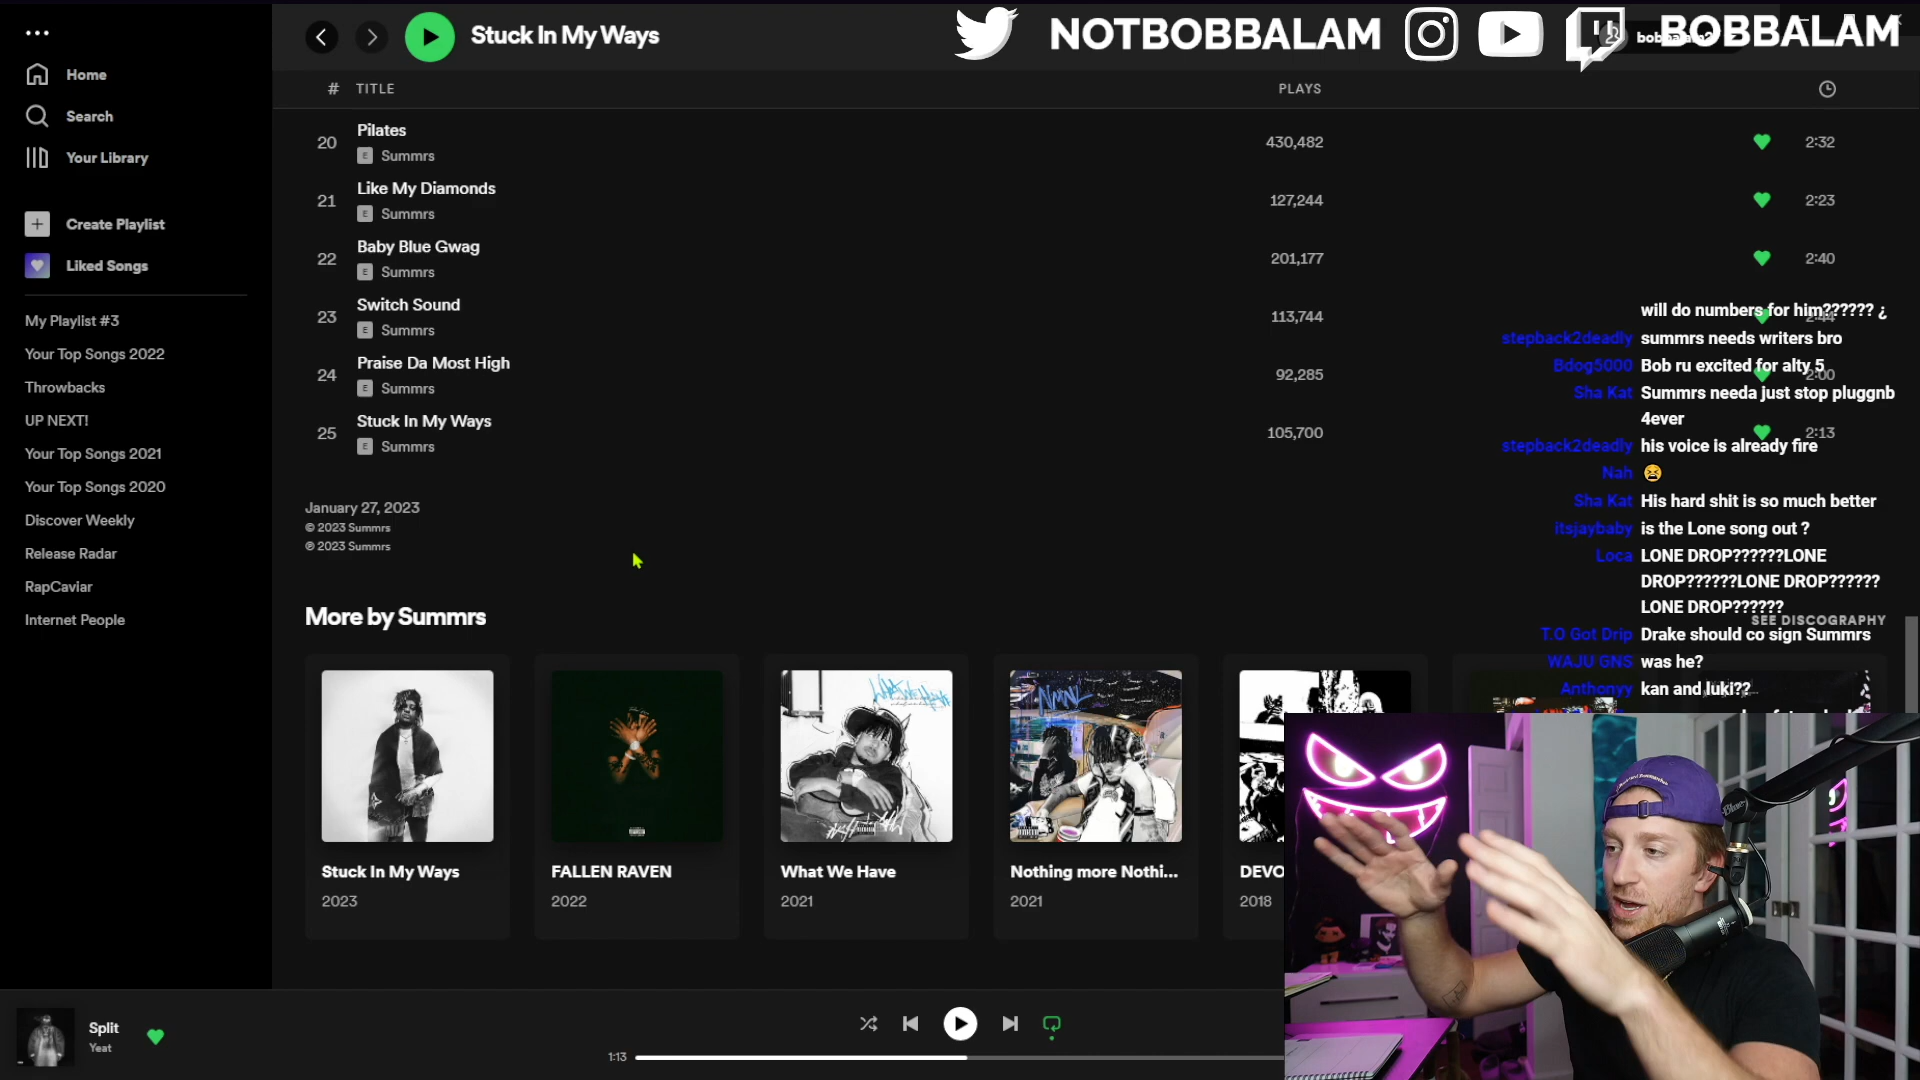 Stuck In My Ways
NOTBOBBALAM
BOBBALAM
Home
Search
Your Library
Create Playlist
Liked Songs
My Playlist #3
Your Top Songs 2022
Throwbacks
UP NEXT!
Your Top Songs 2021
Your Top Songs 2020
Discover Weekly
Release Radar
RapCaviar
Internet People
# TITLE PLAYS
20 Pilates 430,482 2:32
E Summrs
21 Like My Diamonds 127,244 2:23
E Summrs
22 Baby Blue Gwag 201,177 2:40
E Summrs
23 Switch Sound 113,744 2:44
E Summrs
24 Praise Da Most High 92,285 2:00
E Summrs
25 Stuck In My Ways 105,700 2:13
E Summrs
January 27, 2023
© 2023 Summrs
℗ 2023 Summrs
will do numbers for him?????? ¿
stepback2deadly summrs needs writers bro
Bdog5000 Bob ru excited for alty 5
Sha Kat Summrs needa just stop pluggnb
4ever
stepback2deadly his voice is already fire
Nah 😫
Sha Kat His hard shit is so much better
itsjaybaby is the Lone song out ?
Loca LONE DROP??????LONE
DROP??????LONE DROP??????
LONE DROP??????
T.O Got Drip Drake should co sign Summrs
WAJU GNS was he?
Anthonyy kan and luki??
More by Summrs
SEE DISCOGRAPHY
Stuck In My Ways
2023
FALLEN RAVEN
2022
What We Have
2021
Nothing more Nothi...
2021
DEVO
2018
Split
Yeat
1:13